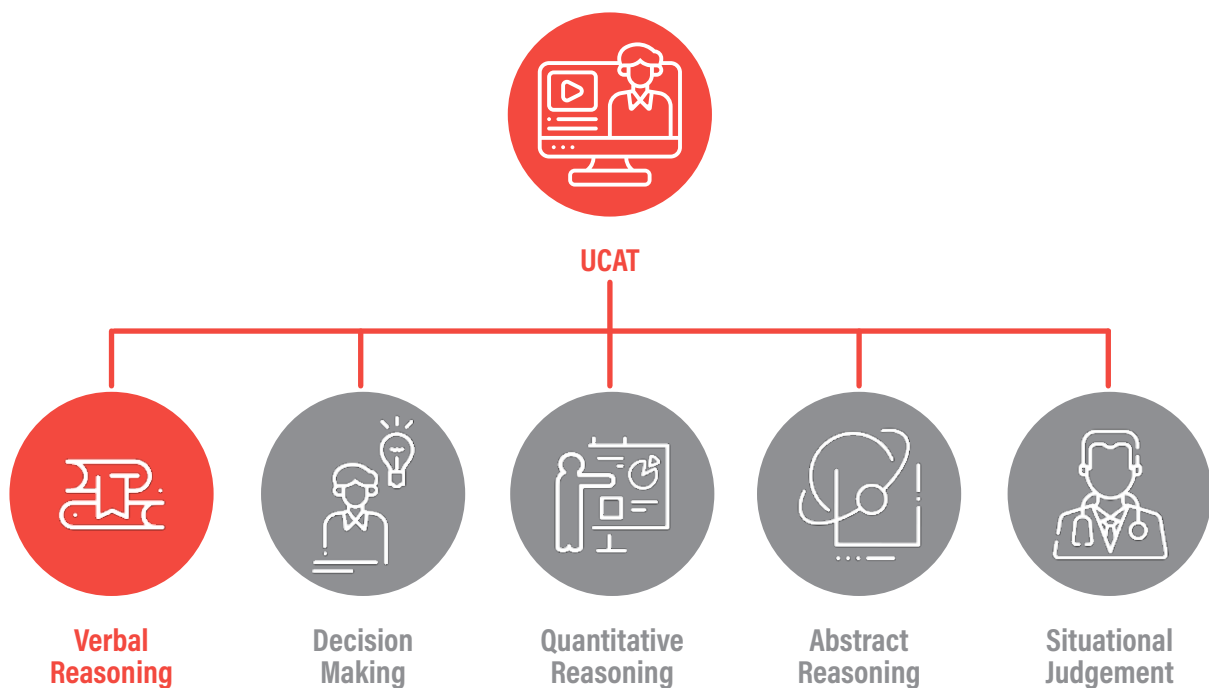 UCAT
Verbal
Reasoning
Decision
Making
Quantitative
Reasoning
Abstract
Reasoning
Situational
Judgement